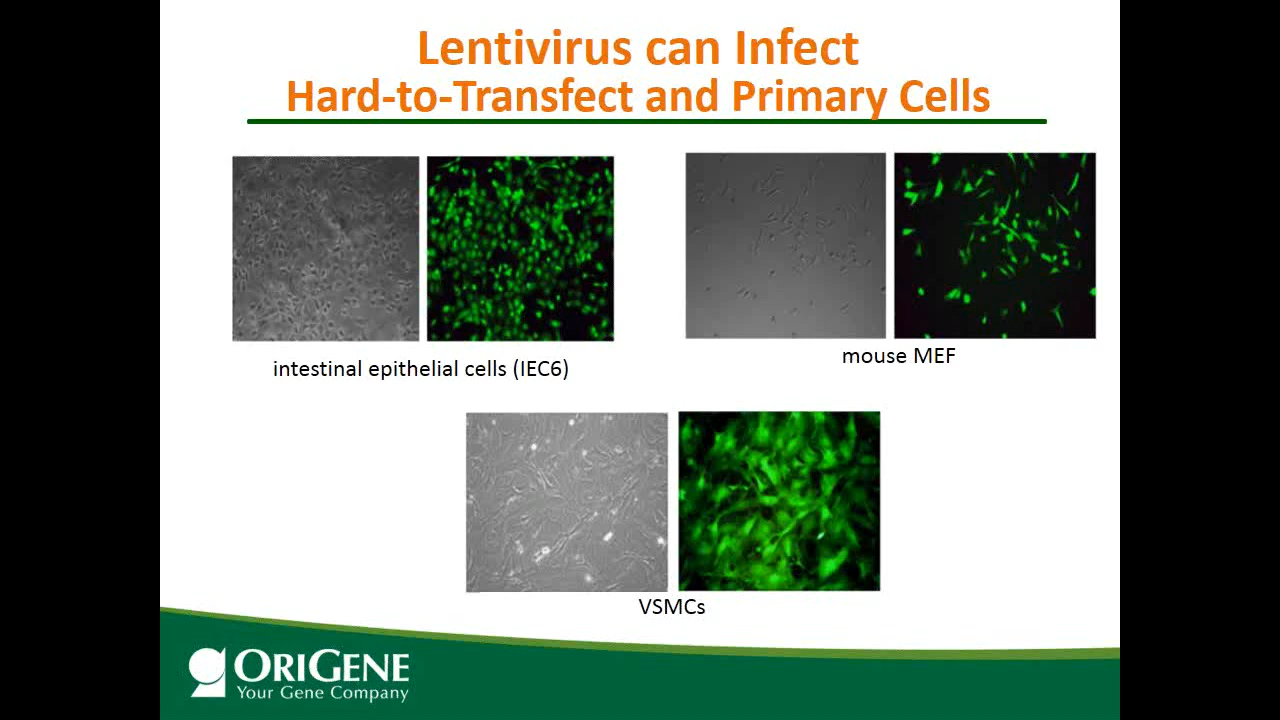 Lentivirus can Infect
Hard-to-Transfect and Primary Cells
intestinal epithelial cells (IEC6)
mouse MEF
VSMCs
ORIGENE
Your Gene Company